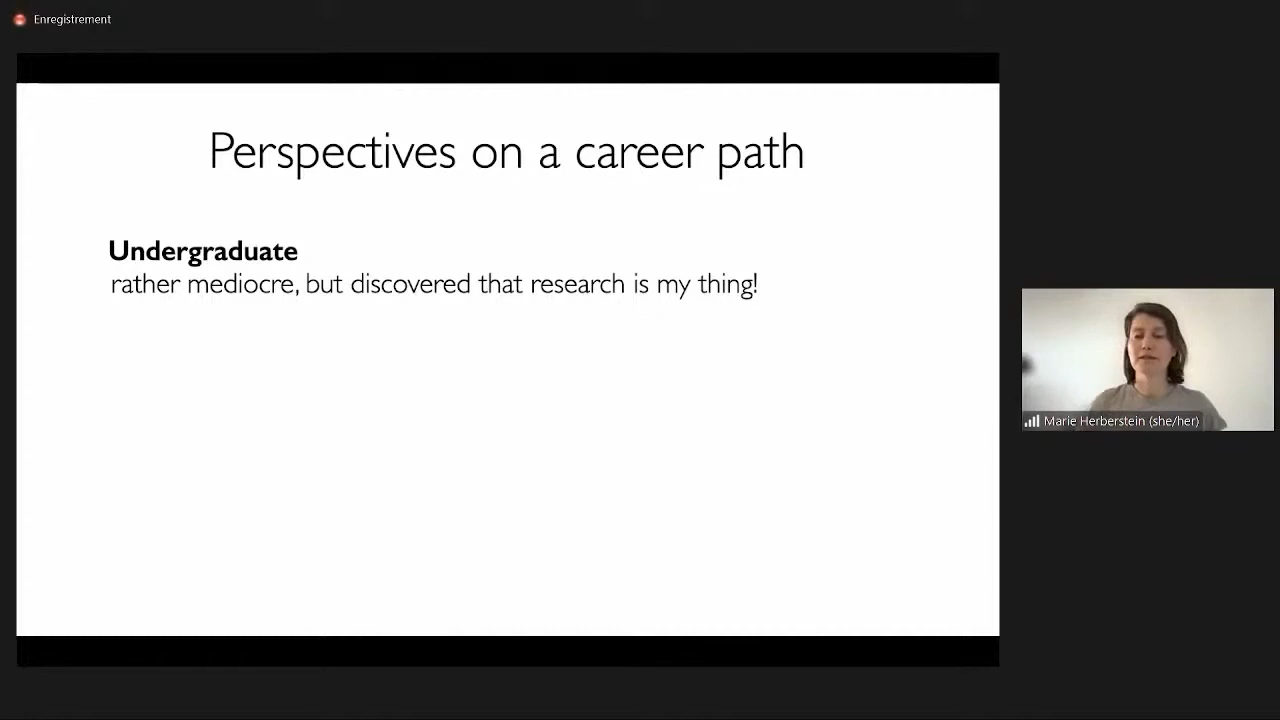 Enregistrement
Perspectives on a career path
Undergraduate
rather mediocre, but discovered that research is my thing!
Marie Herberstein (she/her)